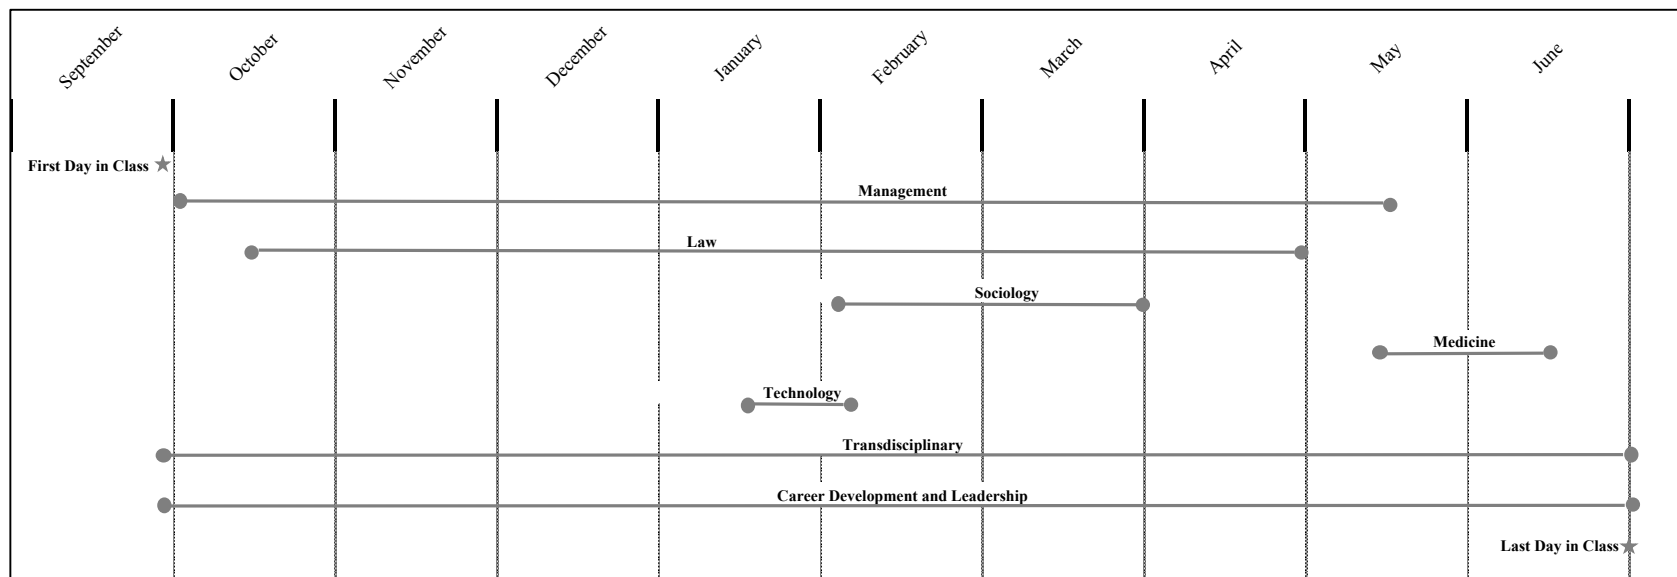 September
October
November
December
January
February
March
April
May
June
First Day in Class
Management
Law
Sociology
Medicine
Technology
Transdisciplinary
Career Development and Leadership
Last Day in Class